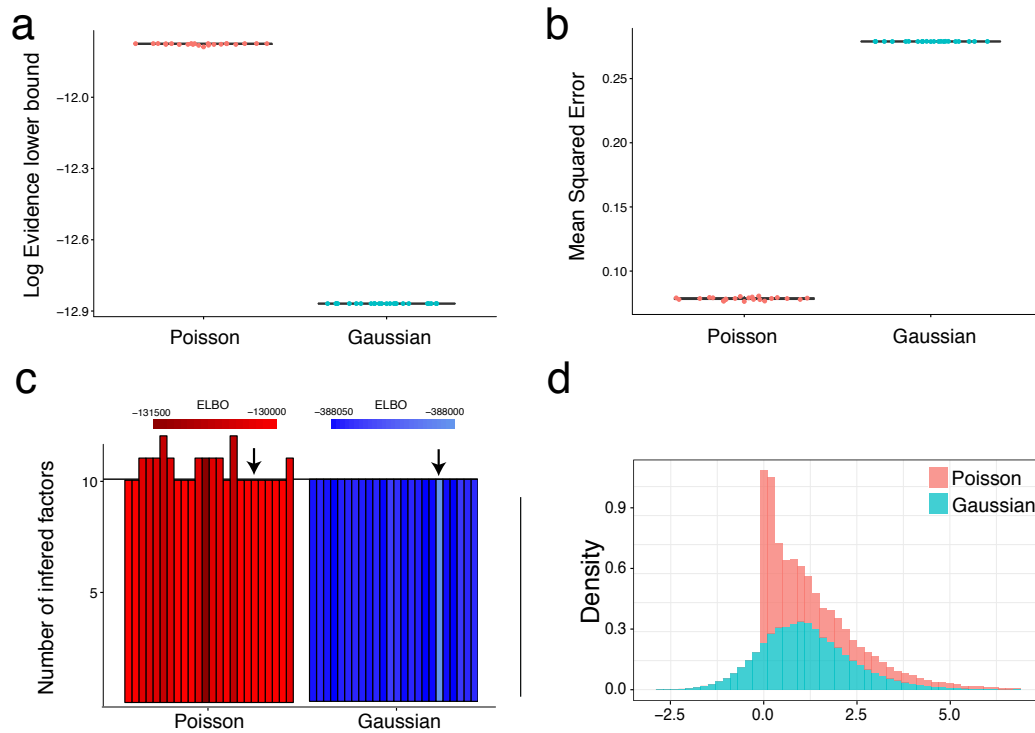 a
Log Evidence lower bound
−12.0
−12.3
−12.6
−12.9
Poisson
Gaussian
b
Mean Squared Error
0.25
0.20
0.15
0.10
Poisson
Gaussian
c
ELBO
−131500
−130000
ELBO
−388050
−388000
Number of infered factors
10
5
Poisson
Gaussian
d
Density
0.9
0.6
0.3
0.0
Poisson
Gaussian
−2.5
0.0
2.5
5.0